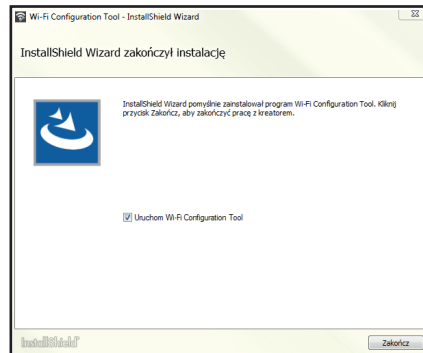 Wi-Fi Configuration Tool - InstallShield Wizard
InstallShield Wizard zakończył instalację
InstallShield Wizard pomyślnie zainstalował program Wi-Fi Configuration Tool. Kliknij
przycisk Zakończ, aby zakończyć pracę z kreatorem.
Uruchom Wi-Fi Configuration Tool
InstallShield
Zakończ